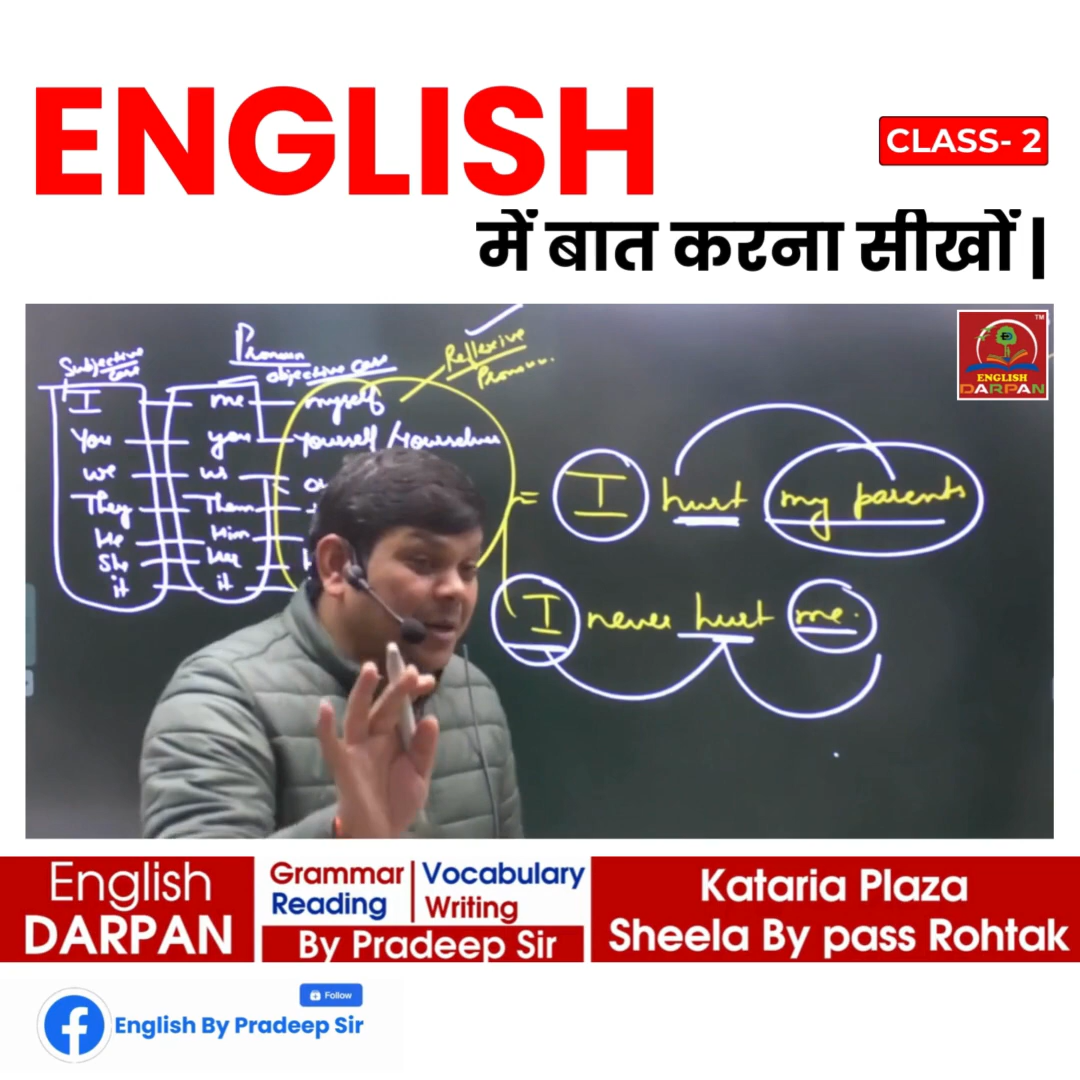 ENGLISH
CLASS- 2
में बात करना सीखों |
Subjective case
Pronoun
objective case
Reflexive
Pronoun
I me myself
You you yourself / yourselves
we us
They Them
He Him
She her
it it
= I hurt my parents
I never hurt me.
TM
ENGLISH
DARPAN
English
DARPAN
Grammar Vocabulary
Reading Writing
By Pradeep Sir
Kataria Plaza
Sheela By pass Rohtak
Follow
English By Pradeep Sir